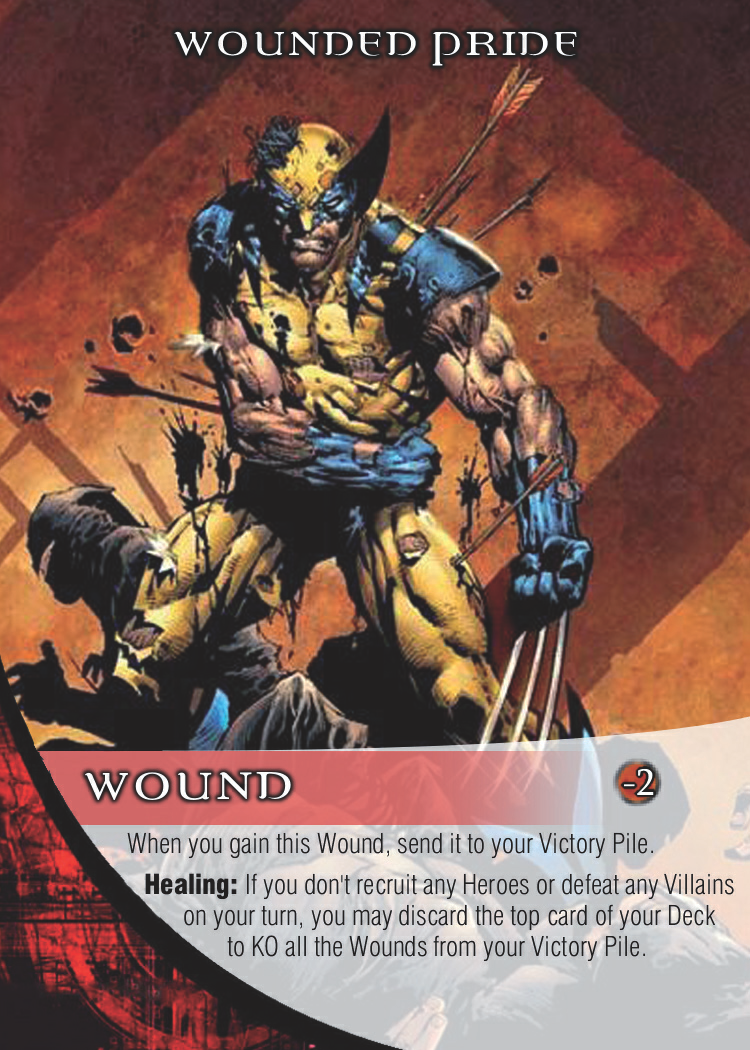 WOUNDED PRIDE
WOUND
-2
When you gain this Wound, send it to your Victory Pile.
Healing: If you don't recruit any Heroes or defeat any Villains
on your turn, you may discard the top card of your Deck
to KO all the Wounds from your Victory Pile.